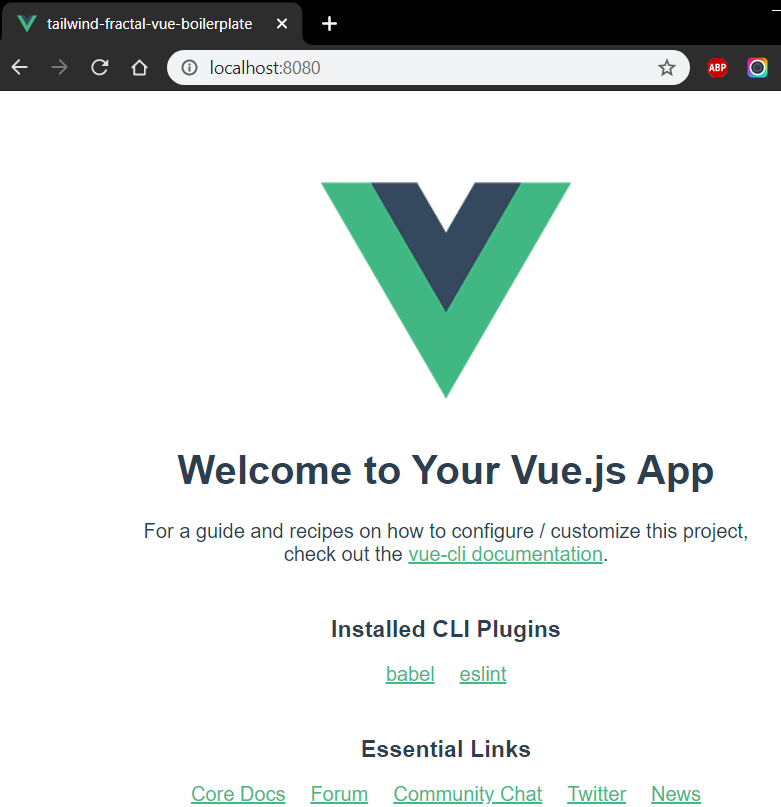 tailwind-fractal-vue-boilerplate
localhost:8080
ABP
Welcome to Your Vue.js App
For a guide and recipes on how to configure / customize this project,
check out the vue-cli documentation.
Installed CLI Plugins
babel eslint
Essential Links
Core Docs Forum Community Chat Twitter News